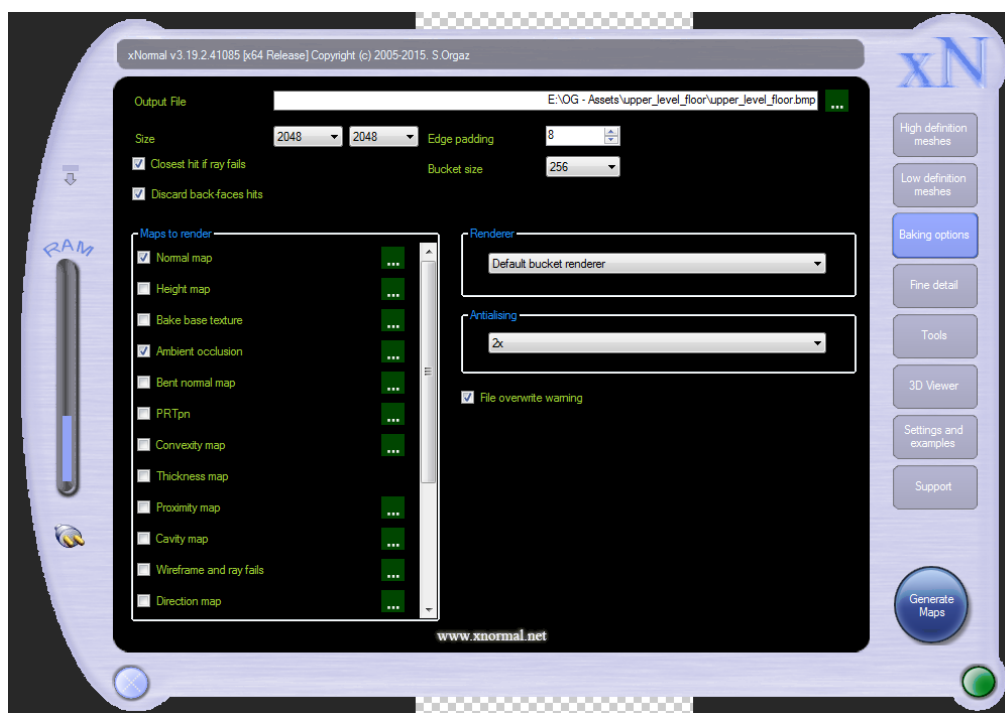 xNormal v3.19.2.41085 [x64 Release] Copyright (c) 2005-2015. S.Orgaz
xN
Output File
E:\OG - Assets\upper_level_floor\upper_level_floor.bmp
...
Size
2048
2048
Edge padding
8
Closest hit if ray fails
Bucket size
256
Discard back-faces hits
Maps to render
Normal map
...
Height map
...
Bake base texture
...
Ambient occlusion
...
Bent normal map
...
PRTpn
...
Convexity map
...
Thickness map
Proximity map
...
Cavity map
...
Wireframe and ray fails
...
Direction map
...
Renderer
Default bucket renderer
Antialising
2x
File overwrite warning
RAM
High definition
meshes
Low definition
meshes
Baking options
Fine detail
Tools
3D Viewer
Settings and
examples
Support
Generate
Maps
www.xnormal.net